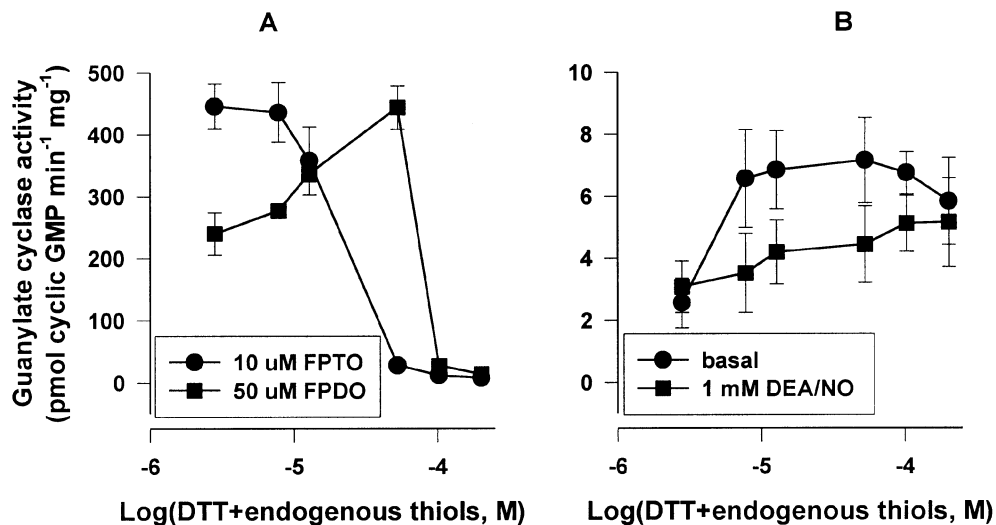 A
B
Guanylate cyclase activity
(pmol cyclic GMP min⁻¹ mg⁻¹)
500
400
300
200
100
0
10 uM FPTO
50 uM FPDO
-6
-5
-4
Log(DTT+endogenous thiols, M)
10
8
6
4
2
0
basal
1 mM DEA/NO
-6
-5
-4
Log(DTT+endogenous thiols, M)